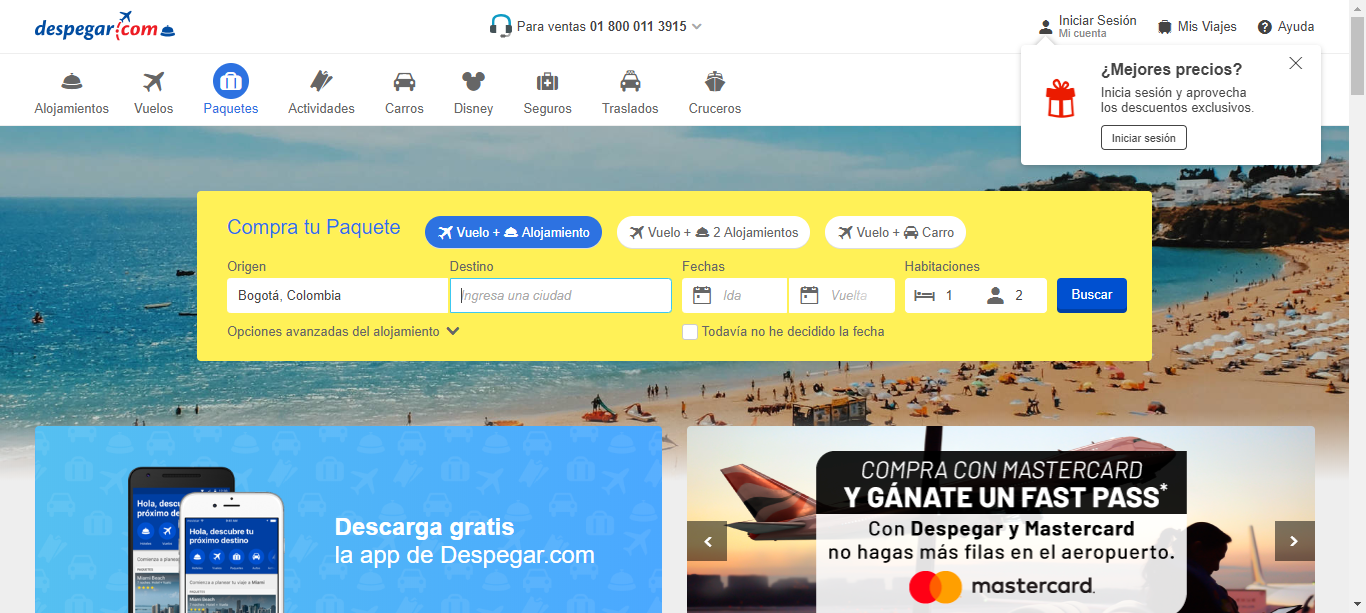 despegar.com
Para ventas 01 800 011 3915
Iniciar Sesión
Mi cuenta
Mis Viajes
Ayuda
¿Mejores precios?
Inicia sesión y aprovecha
los descuentos exclusivos.
Iniciar sesión
Alojamientos
Vuelos
Paquetes
Actividades
Carros
Disney
Seguros
Traslados
Cruceros
Compra tu Paquete
Vuelo + Alojamiento
Vuelo + 2 Alojamientos
Vuelo + Carro
Origen
Destino
Fechas
Habitaciones
Bogotá, Colombia
Ingresa una ciudad
Ida
Vuelta
1
2
Buscar
Opciones avanzadas del alojamiento
Todavía no he decidido la fecha
Hola, descubre tu
próximo destino
Miami Beach
Descarga gratis
la app de Despegar.com
COMPRA CON MASTERCARD
Y GÁNATE UN FAST PASS*
Con Despegar y Mastercard
no hagas más filas en el aeropuerto.
mastercard.